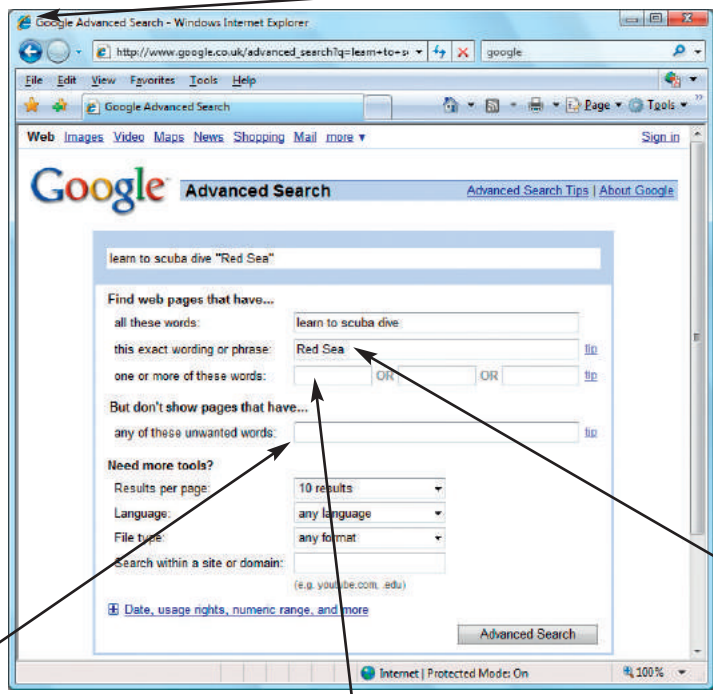 Google Advanced Search - Windows Internet Explorer
http://www.google.co.uk/advanced_search?q=learn+to+s google
File Edit View Favorites Tools Help
Google Advanced Search Page Tools
Web Images Video Maps News Shopping Mail more Sign in
Google Advanced Search Advanced Search Tips | About Google
learn to scuba dive "Red Sea"
Find web pages that have...
all these words: learn to scuba dive
this exact wording or phrase: Red Sea tip
one or more of these words: OR OR tip
But don't show pages that have...
any of these unwanted words: tip
Need more tools?
Results per page: 10 results
Language: any language
File type: any format
Search within a site or domain:
(e.g. youtube.com, .edu)
Date, usage rights, numeric range, and more
Advanced Search
Internet | Protected Mode: On 100%